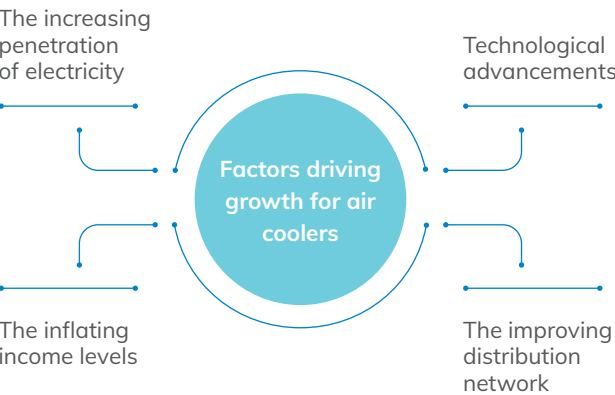 The increasing
penetration
of electricity
Technological
advancements
Factors driving
growth for air
coolers
The inflating
income levels
The improving
distribution
network